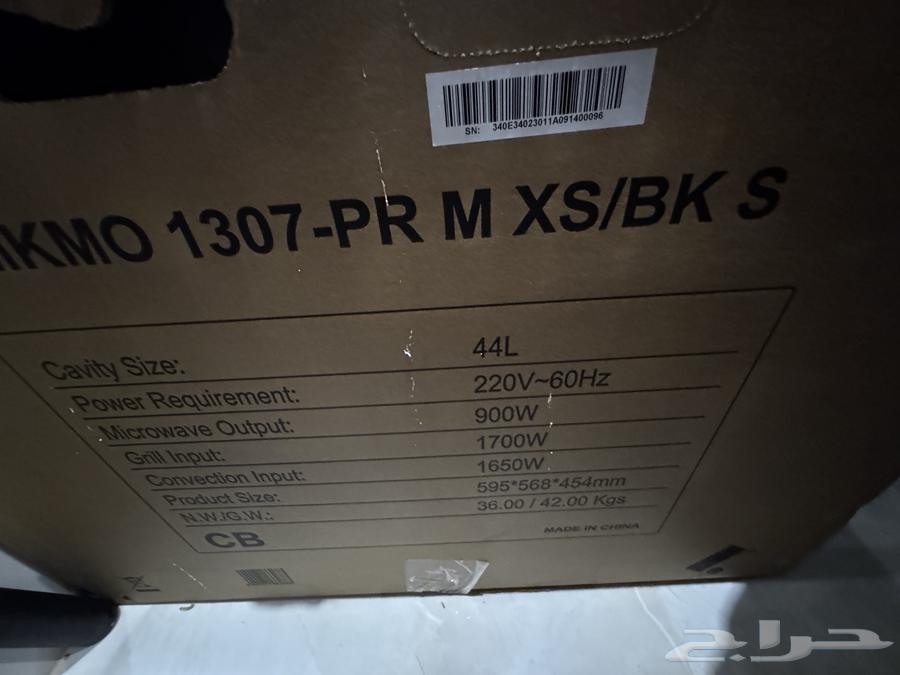 SN: 340E34023011A091400096
1307-PR M XS/BK S
Cavity Size: 44L
Power Requirement: 220V~60Hz
Microwave Output: 900W
Grill Input: 1700W
Convection Input: 1650W
Product Size: 595*568*454mm
N.W./G.W.: 36.00 / 42.00 Kgs
CB
MADE IN CHINA
حراج